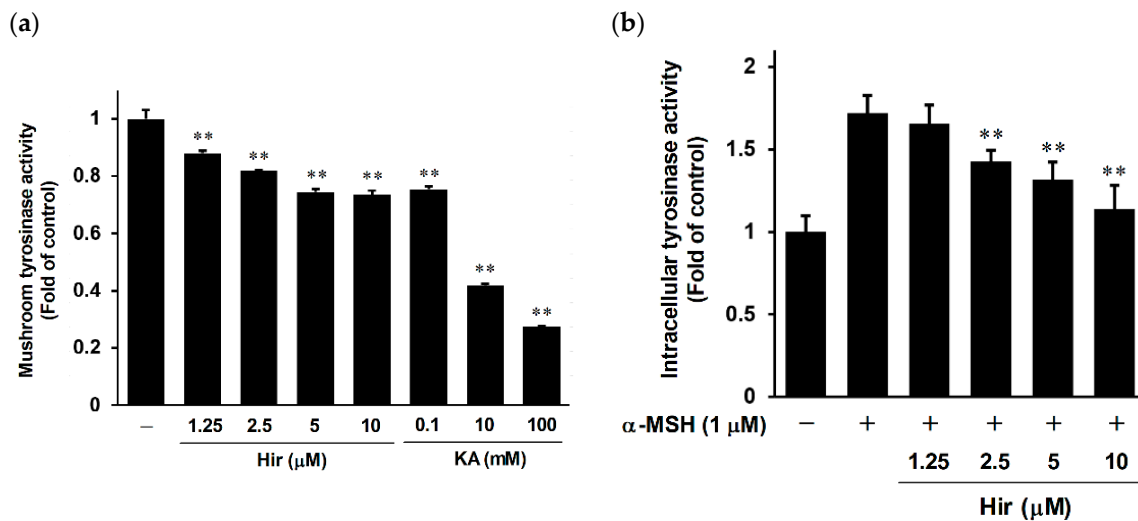 (a)
Mushroom tyrosinase activity
(Fold of control)
1
0.8
0.6
0.4
0.2
0
**
**
**
**
**
**
**
– 1.25 2.5 5 10 0.1 10 100
Hir (μM) KA (mM)
(b)
Intracellular tyrosinase activity
(Fold of control)
2
1.5
1
0.5
0
**
**
**
α-MSH (1 μM) – + + + + +
1.25 2.5 5 10
Hir (μM)